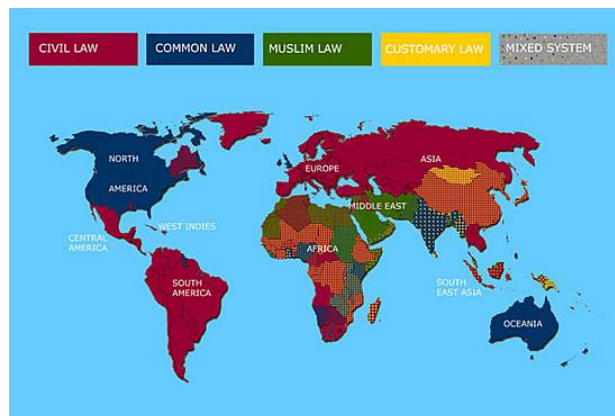 CIVIL LAW
COMMON LAW
MUSLIM LAW
CUSTOMARY LAW
MIXED SYSTEM
NORTH
AMERICA
EUROPE
ASIA
MIDDLE EAST
WEST INDIES
CENTRAL
AMERICA
AFRICA
SOUTH
AMERICA
SOUTH
EAST ASIA
OCEANIA